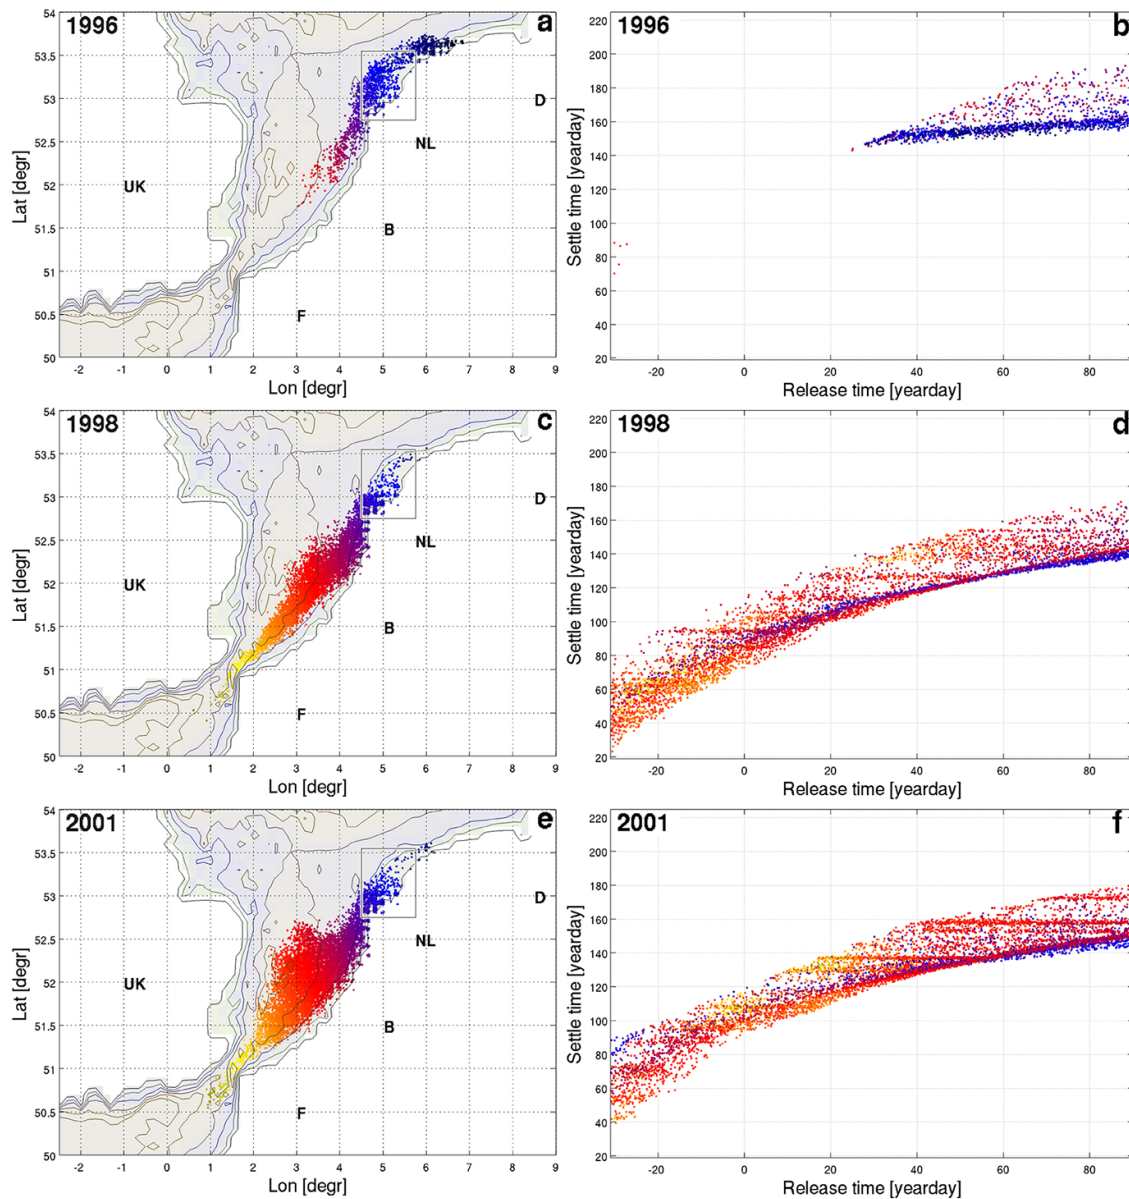 1996 a
54
53.5
53
52.5
52
51.5
51
50.5
50
Lat [degr]
UK
D
NL
B
F
-2 -1 0 1 2 3 4 5 6 7 8 9
Lon [degr]
1996 b
220
200
180
160
140
120
100
80
60
40
20
Settle time [yearday]
-20 0 20 40 60 80
Release time [yearday]
1998 c
54
53.5
53
52.5
52
51.5
51
50.5
50
Lat [degr]
UK
D
NL
B
F
-2 -1 0 1 2 3 4 5 6 7 8 9
Lon [degr]
1998 d
220
200
180
160
140
120
100
80
60
40
20
Settle time [yearday]
-20 0 20 40 60 80
Release time [yearday]
2001 e
54
53.5
53
52.5
52
51.5
51
50.5
50
Lat [degr]
UK
D
NL
B
F
-2 -1 0 1 2 3 4 5 6 7 8 9
Lon [degr]
2001 f
220
200
180
160
140
120
100
80
60
40
20
Settle time [yearday]
-20 0 20 40 60 80
Release time [yearday]